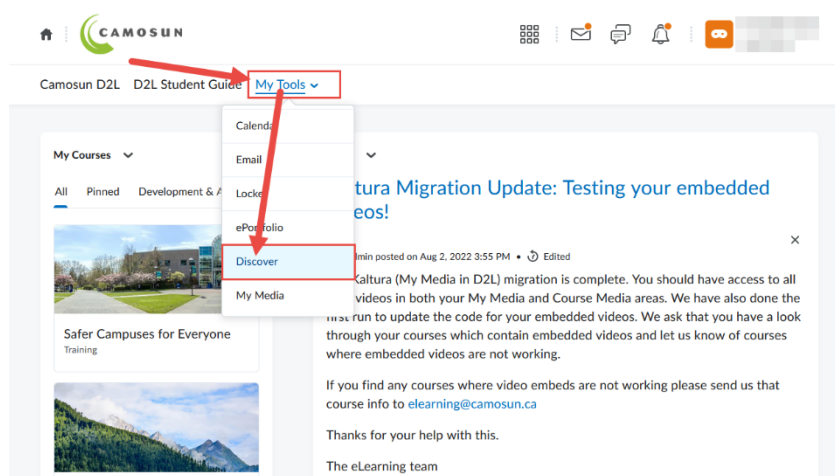 CAMOSUN
Camosun D2L D2L Student Guide My Tools
Calenda
Email
Locke
ePortfolio
Discover
My Media
My Courses
All Pinned Development & A
Safer Campuses for Everyone
Training
tura Migration Update: Testing your embedded
eos!
min posted on Aug 2, 2022 3:55 PM • Edited
Kaltura (My Media in D2L) migration is complete. You should have access to all
videos in both your My Media and Course Media areas. We have also done the
first run to update the code for your embedded videos. We ask that you have a look
through your courses which contain embedded videos and let us know of courses
where embedded videos are not working.
If you find any courses where video embeds are not working please send us that
course info to elearning@camosun.ca
Thanks for your help with this.
The eLearning team